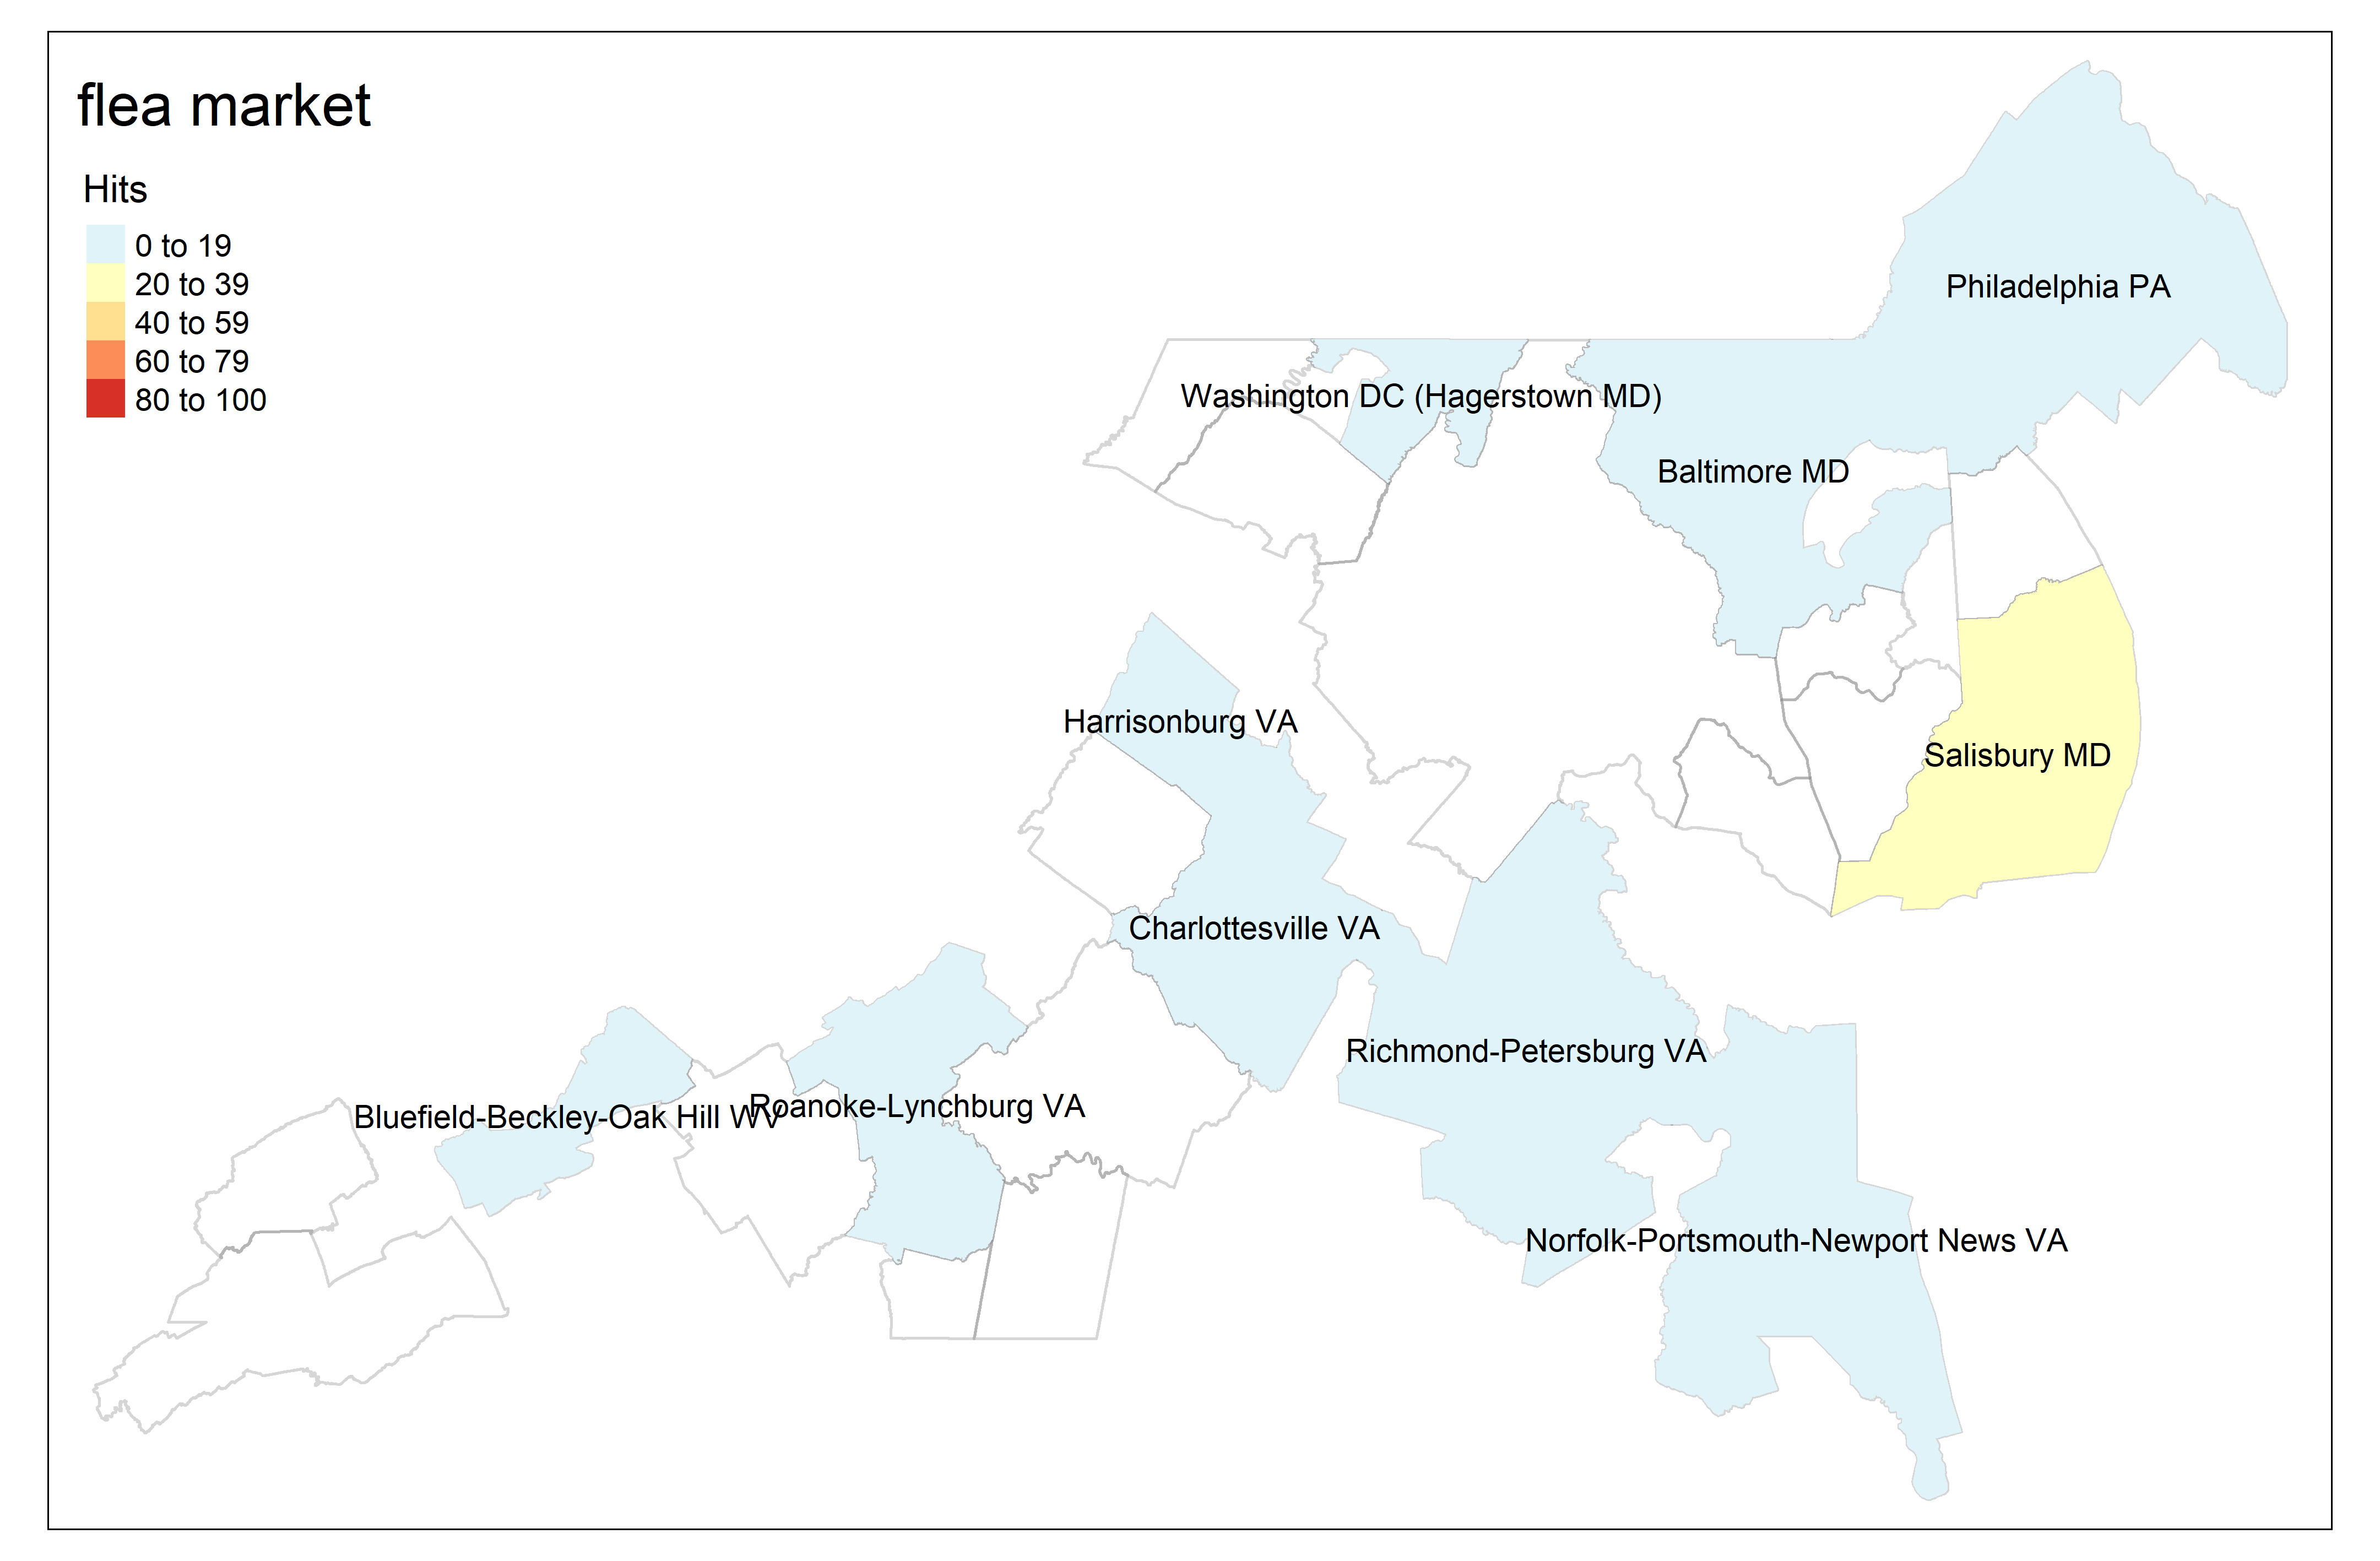 flea market
Hits
0 to 19
20 to 39
40 to 59
60 to 79
80 to 100
Philadelphia PA
Washington DC (Hagerstown MD)
Baltimore MD
Harrisonburg VA
Salisbury MD
Charlottesville VA
Richmond-Petersburg VA
Bluefield-Beckley-Oak Hill WV
Roanoke-Lynchburg VA
Norfolk-Portsmouth-Newport News VA